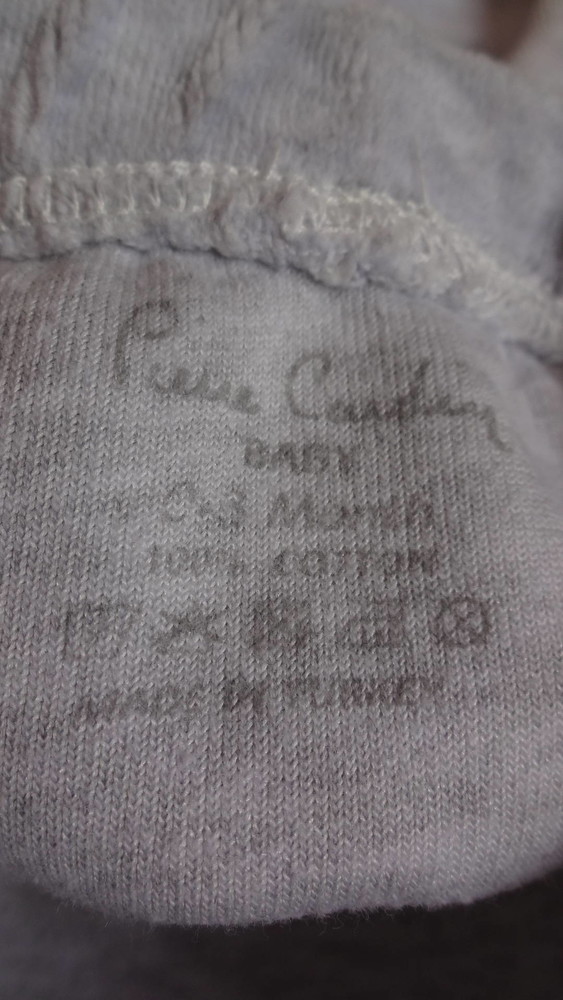 Pierre Cardin
BABY
0-3 MONTH
100% COTTON
MADE IN TURKEY